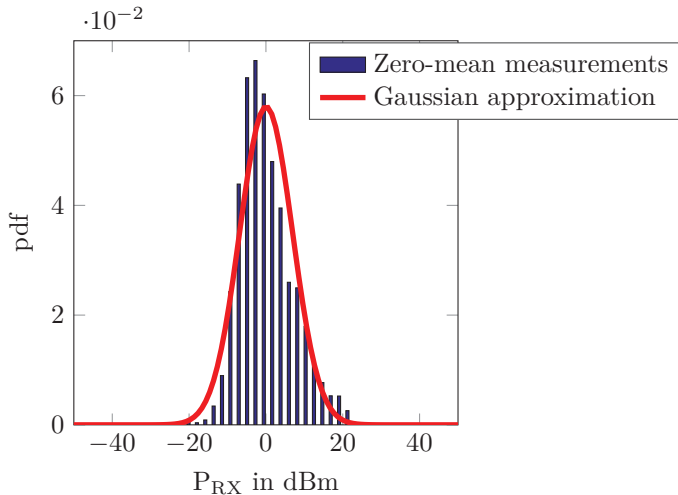 ·10⁻²
Zero-mean measurements
Gaussian approximation
6
4
2
0
pdf
−40 −20 0 20 40
P_RX in dBm